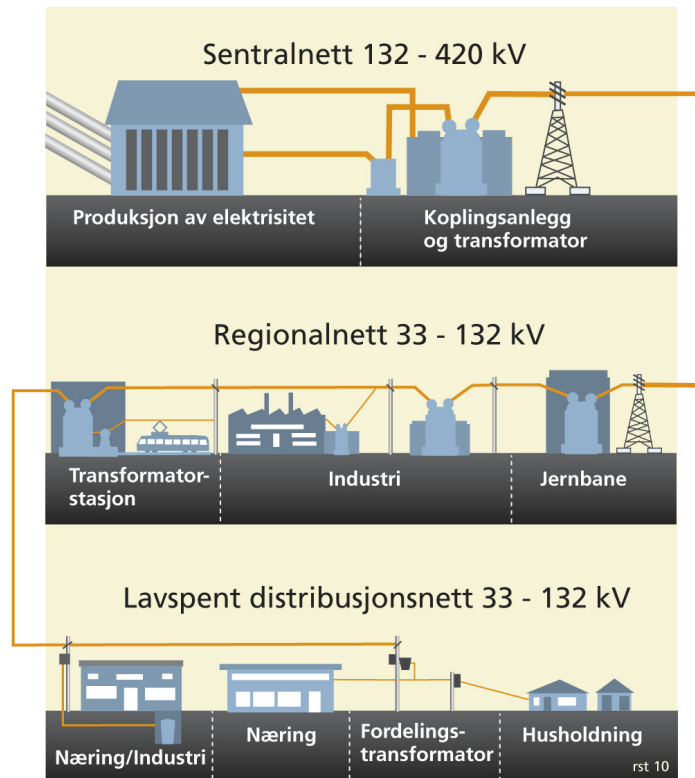 Sentralnett 132 - 420 kV
Produksjon av elektrisitet
Koplingsanlegg
og transformator
Regionalnett 33 - 132 kV
Transformator-
stasjon
Industri
Jernbane
Lavspent distribusjonsnett 33 - 132 kV
Næring/Industri
Næring
Fordelings-
transformator
Husholdning
rst 10